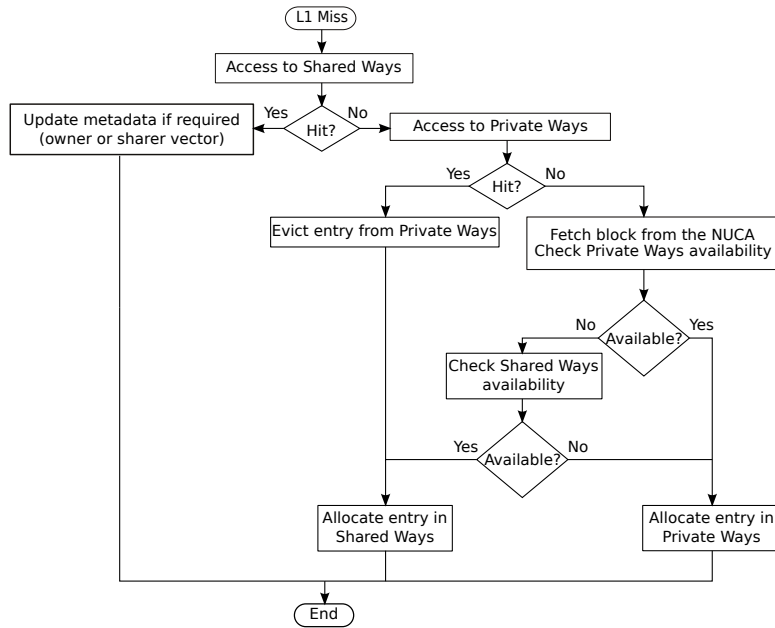 L1 Miss
Access to Shared Ways
Yes
No
Hit?
Update metadata if required
(owner or sharer vector)
Access to Private Ways
Yes
No
Hit?
Evict entry from Private Ways
Fetch block from the NUCA
Check Private Ways availability
No
Yes
Available?
Check Shared Ways
availability
Yes
No
Available?
Allocate entry in
Shared Ways
Allocate entry in
Private Ways
End